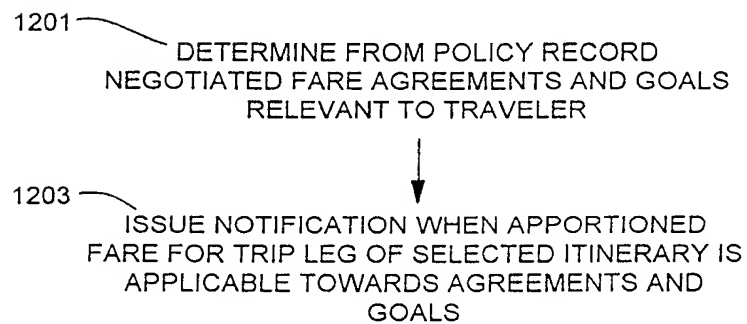 1201
DETERMINE FROM POLICY RECORD
NEGOTIATED FARE AGREEMENTS AND GOALS
RELEVANT TO TRAVELER
1203
ISSUE NOTIFICATION WHEN APPORTIONED
FARE FOR TRIP LEG OF SELECTED ITINERARY IS
APPLICABLE TOWARDS AGREEMENTS AND
GOALS